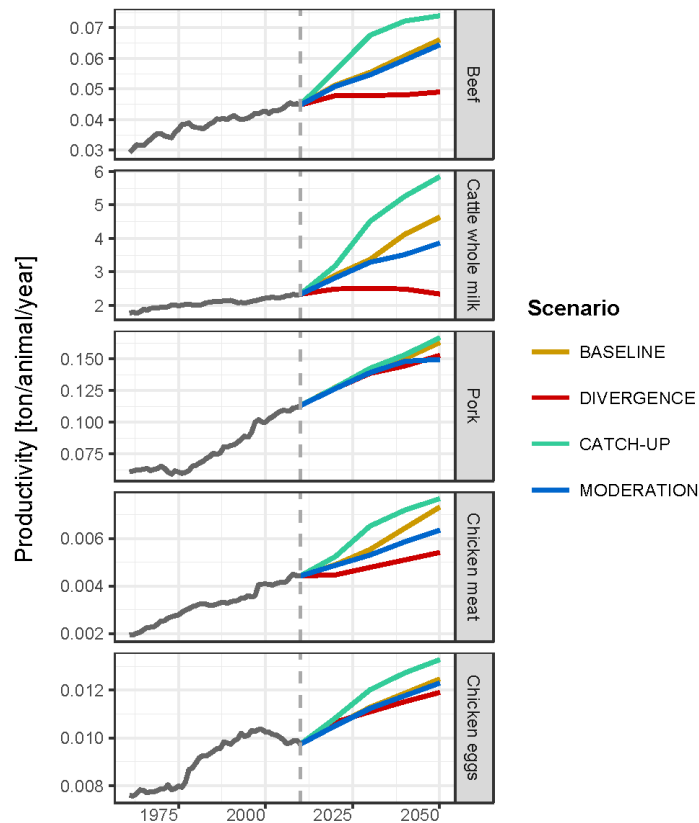 Productivity [ton/animal/year]
0.07
0.06
0.05
0.04
0.03
Beef
6
5
4
3
2
Cattle whole milk
0.150
0.125
0.100
0.075
Pork
0.006
0.004
0.002
Chicken meat
0.012
0.010
0.008
Chicken eggs
1975
2000
2025
2050
Scenario
BASELINE
DIVERGENCE
CATCH-UP
MODERATION